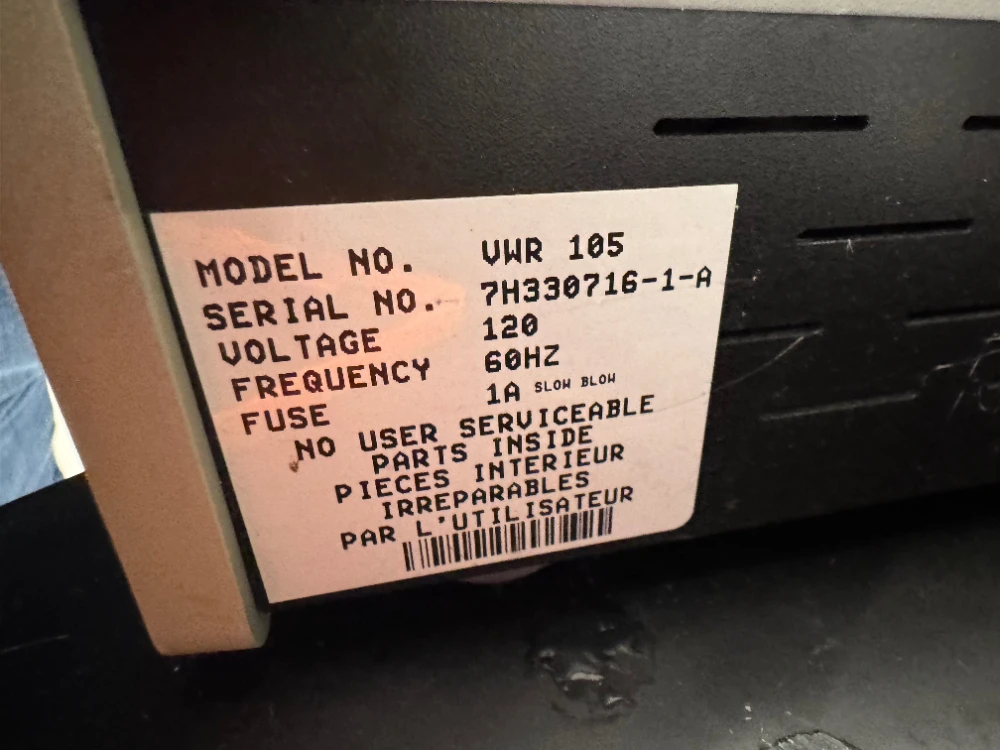 MODEL NO. VWR 105
SERIAL NO. 7H330716-1-A
VOLTAGE 120
FREQUENCY 60HZ
FUSE 1A SLOW BLOW
NO USER SERVICEABLE
PARTS INSIDE
PIECES INTERIEUR
IRREPARABLES
PAR L'UTILISATEUR